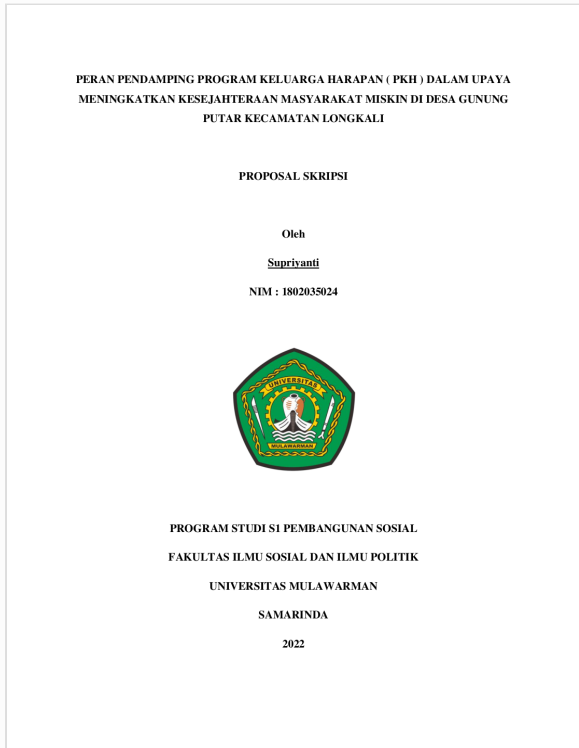 PERAN PENDAMPING PROGRAM KELUARGA HARAPAN ( PKH ) DALAM UPAYA
MENINGKATKAN KESEJAHTERAAN MASYARAKAT MISKIN DI DESA GUNUNG
PUTAR KECAMATAN LONGKALI
PROPOSAL SKRIPSI
Oleh
Supriyanti
NIM : 1802035024
UNIVERSITAS
MULAWARMAN
PROGRAM STUDI S1 PEMBANGUNAN SOSIAL
FAKULTAS ILMU SOSIAL DAN ILMU POLITIK
UNIVERSITAS MULAWARMAN
SAMARINDA
2022